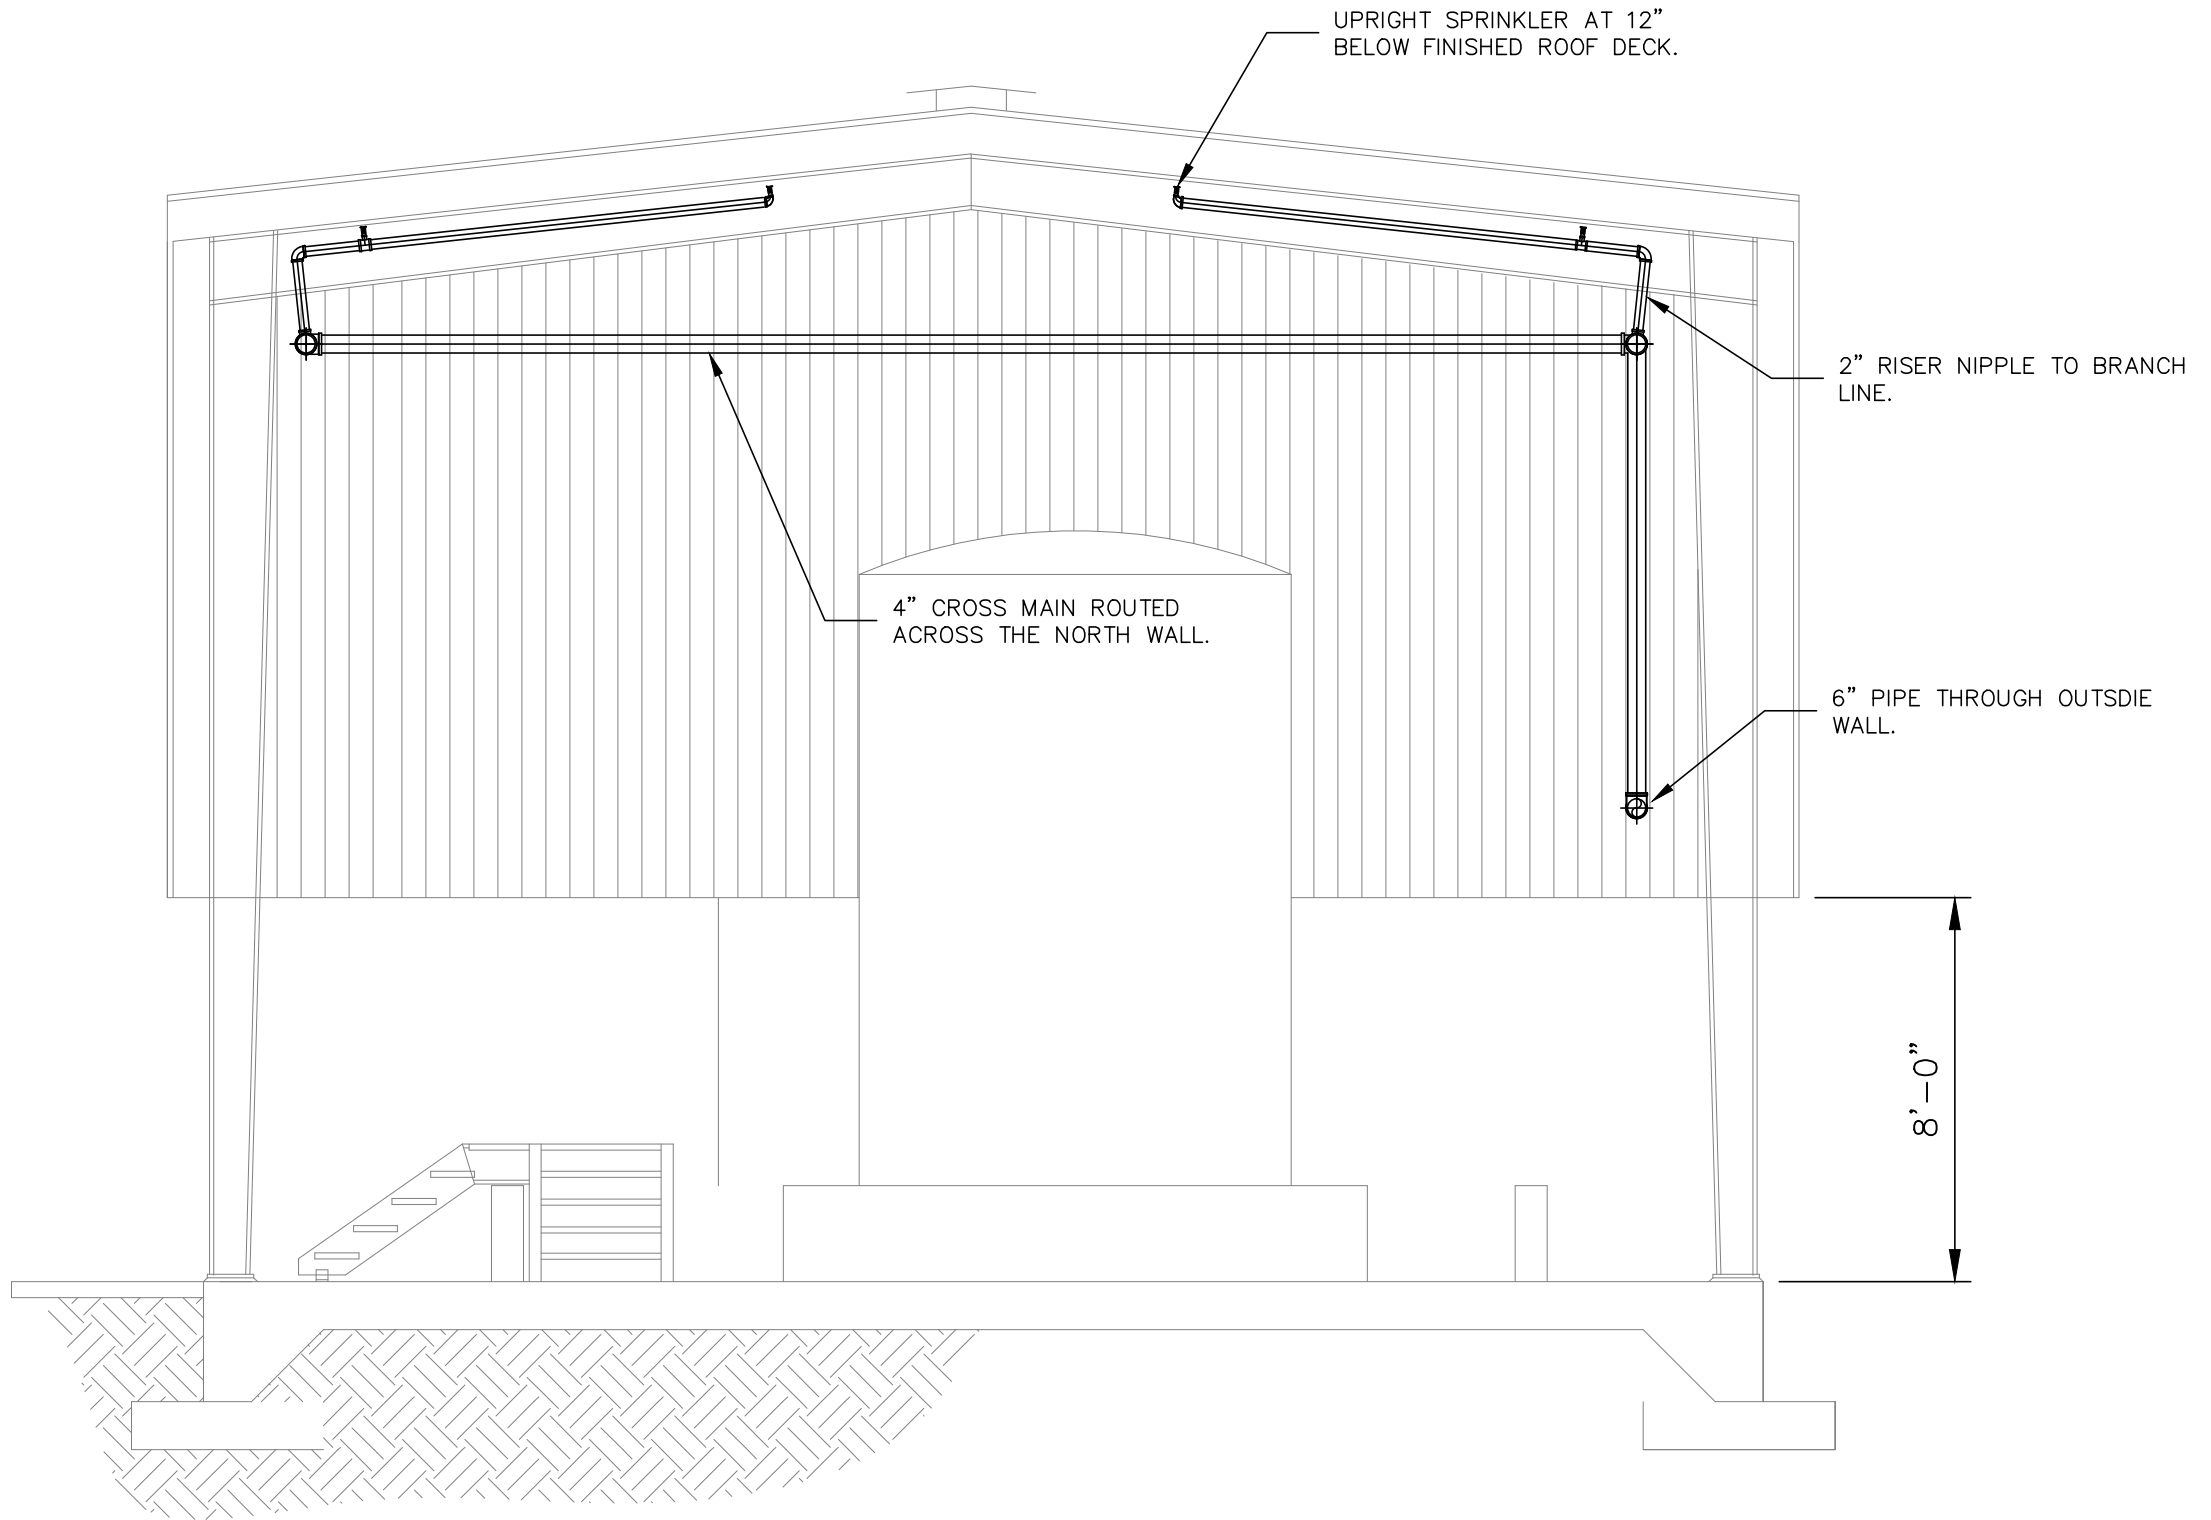 UPRIGHT SPRINKLER AT 12”
BELOW FINISHED ROOF DECK.
2” RISER NIPPLE TO BRANCH
LINE.
4” CROSS MAIN ROUTED
ACROSS THE NORTH WALL.
6” PIPE THROUGH OUTSDIE
WALL.
8’-0”